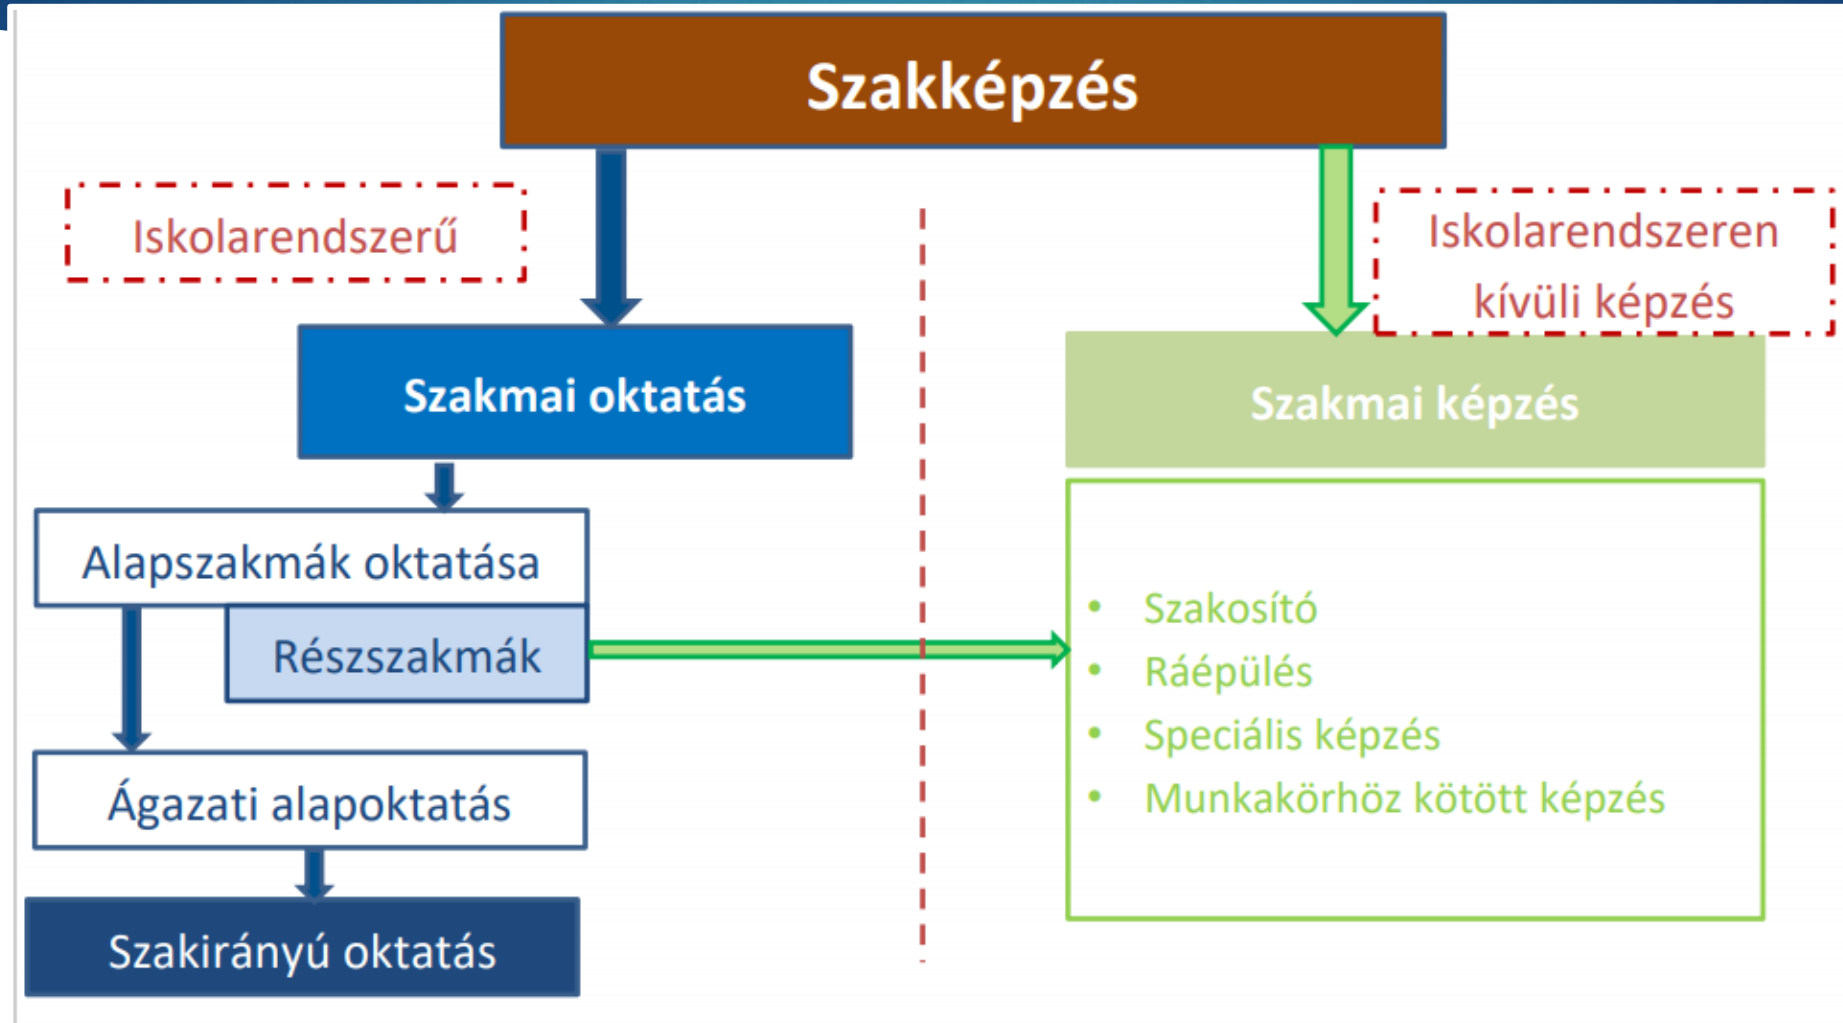 Szakképzés
Iskolarendszerű
Iskolarendszeren
kívüli képzés
Szakmai oktatás
Szakmai képzés
Alapszakmák oktatása
Részszakmák
Ágazati alapoktatás
Szakirányú oktatás
• Szakosító
• Ráépülés
• Speciális képzés
• Munkakörhöz kötött képzés